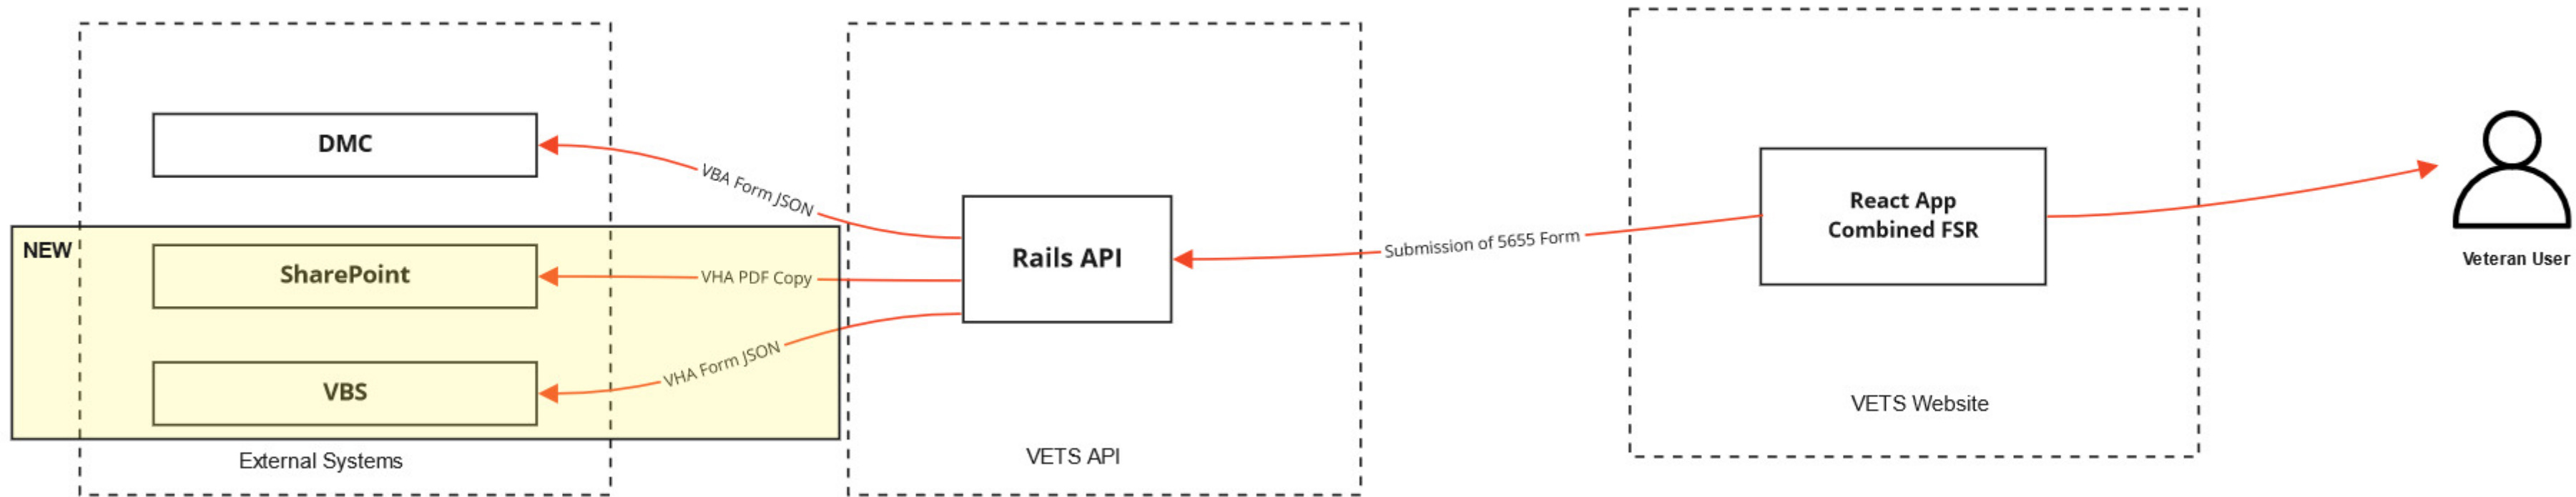 DMC
VBA Form JSON
NEW
SharePoint
VHA PDF Copy
VBS
VHA Form JSON
External Systems
Rails API
VETS API
Submission of 5655 Form
React App
Combined FSR
VETS Website
Veteran User